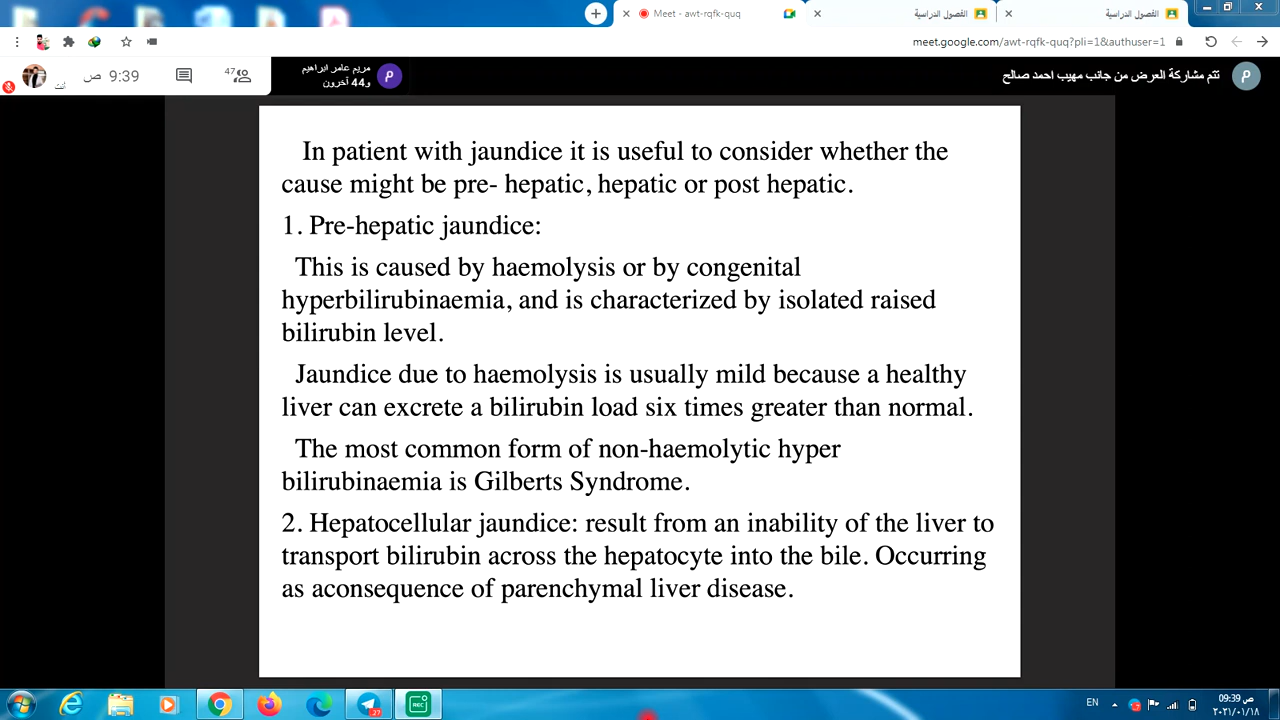 Meet - awt-rqfk-quq
الفصول الدراسية
الفصول الدراسية
meet.google.com/awt-rqfk-quq?pli=1&authuser=1
9:39 ص
أنت
47
مريم عامر ابراهيم
و44 آخرون
م
تتم مشاركة العرض من جانب مهيب احمد صالح
م
In patient with jaundice it is useful to consider whether the
cause might be pre- hepatic, hepatic or post hepatic.
1. Pre-hepatic jaundice:
This is caused by haemolysis or by congenital
hyperbilirubinaemia, and is characterized by isolated raised
bilirubin level.
Jaundice due to haemolysis is usually mild because a healthy
liver can excrete a bilirubin load six times greater than normal.
The most common form of non-haemolytic hyper
bilirubinaemia is Gilberts Syndrome.
2. Hepatocellular jaundice: result from an inability of the liver to
transport bilirubin across the hepatocyte into the bile. Occurring
as aconsequence of parenchymal liver disease.
REC
EN
09:39 ص
٢٠٢١/٠١/١٨